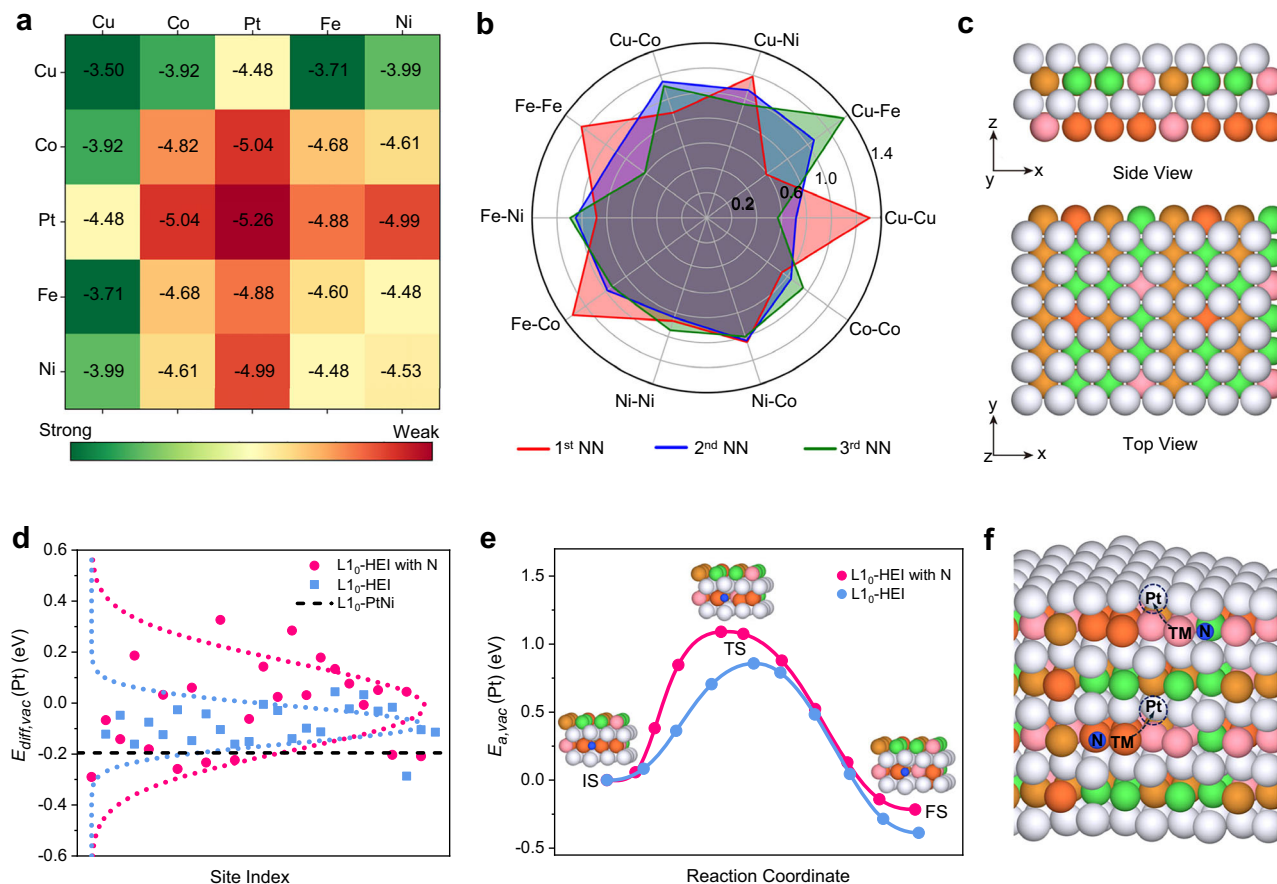 a
Cu Co Pt Fe Ni
Cu -3.50 -3.92 -4.48 -3.71 -3.99
Co -3.92 -4.82 -5.04 -4.68 -4.61
Pt -4.48 -5.04 -5.26 -4.88 -4.99
Fe -3.71 -4.68 -4.88 -4.60 -4.48
Ni -3.99 -4.61 -4.99 -4.48 -4.53
Strong Weak
b
Cu-Co Cu-Ni
Fe-Fe Cu-Fe
1.4
1.0
0.6
0.2
Fe-Ni Cu-Cu
Fe-Co Co-Co
Ni-Ni Ni-Co
1st NN 2nd NN 3rd NN
c
z
y x
Side View
y
z x
Top View
d
0.6
0.4
0.2
0.0
-0.2
-0.4
-0.6
Ediff,vac (Pt) (eV)
L10-HEI with N
L10-HEI
L10-PtNi
Site Index
e
1.5
1.0
0.5
0.0
-0.5
Ea,vac (Pt) (eV)
L10-HEI with N
L10-HEI
TS
IS
FS
Reaction Coordinate
f
Pt
TM N
Pt
N TM